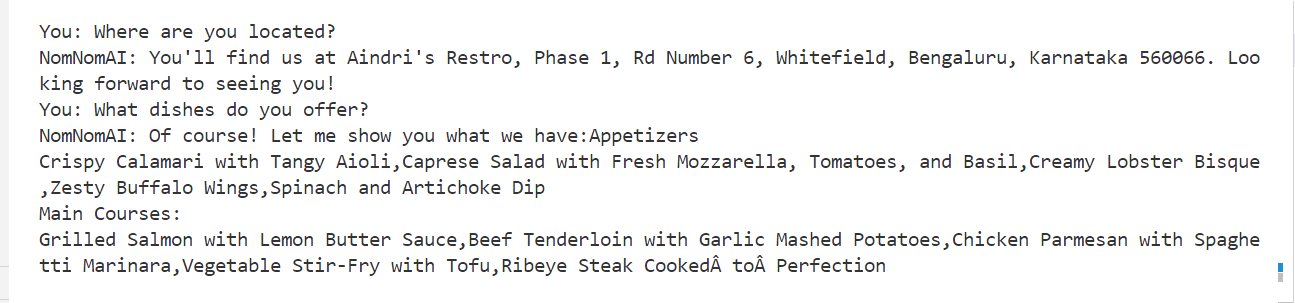 You: Where are you located?
NomNomAI: You'll find us at Aindri's Restro, Phase 1, Rd Number 6, Whitefield, Bengaluru, Karnataka 560066. Loo
king forward to seeing you!
You: What dishes do you offer?
NomNomAI: Of course! Let me show you what we have:Appetizers
Crispy Calamari with Tangy Aioli,Caprese Salad with Fresh Mozzarella, Tomatoes, and Basil,Creamy Lobster Bisque
,Zesty Buffalo Wings,Spinach and Artichoke Dip
Main Courses:
Grilled Salmon with Lemon Butter Sauce,Beef Tenderloin with Garlic Mashed Potatoes,Chicken Parmesan with Spaghe
tti Marinara,Vegetable Stir-Fry with Tofu,Ribeye Steak CookedÂ toÂ Perfection